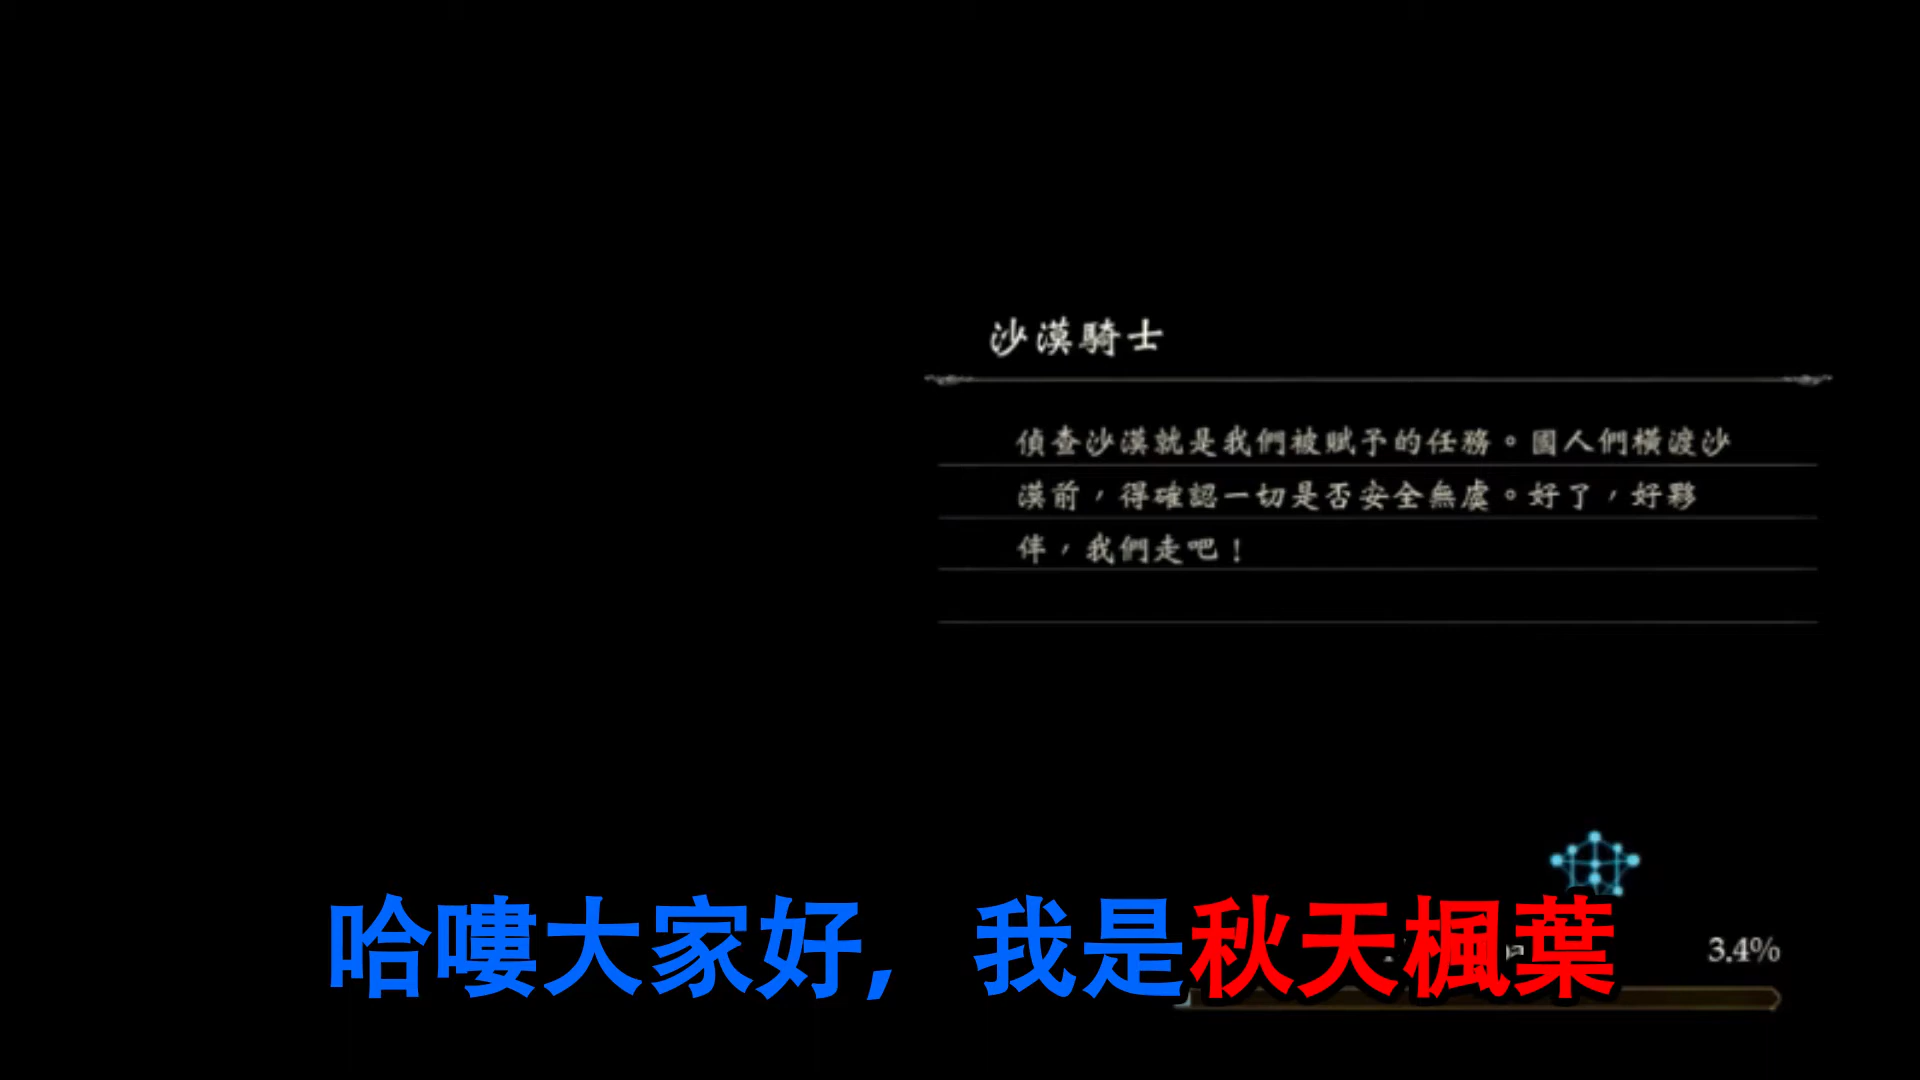 沙漠騎士
偵查沙漠就是我們被賦予的任務。國人們橫渡沙
漠前，得確認一切是否安全無虞。好了，好夥
伴，我們走吧！
3.4%
哈嘍大家好，我是秋天楓葉